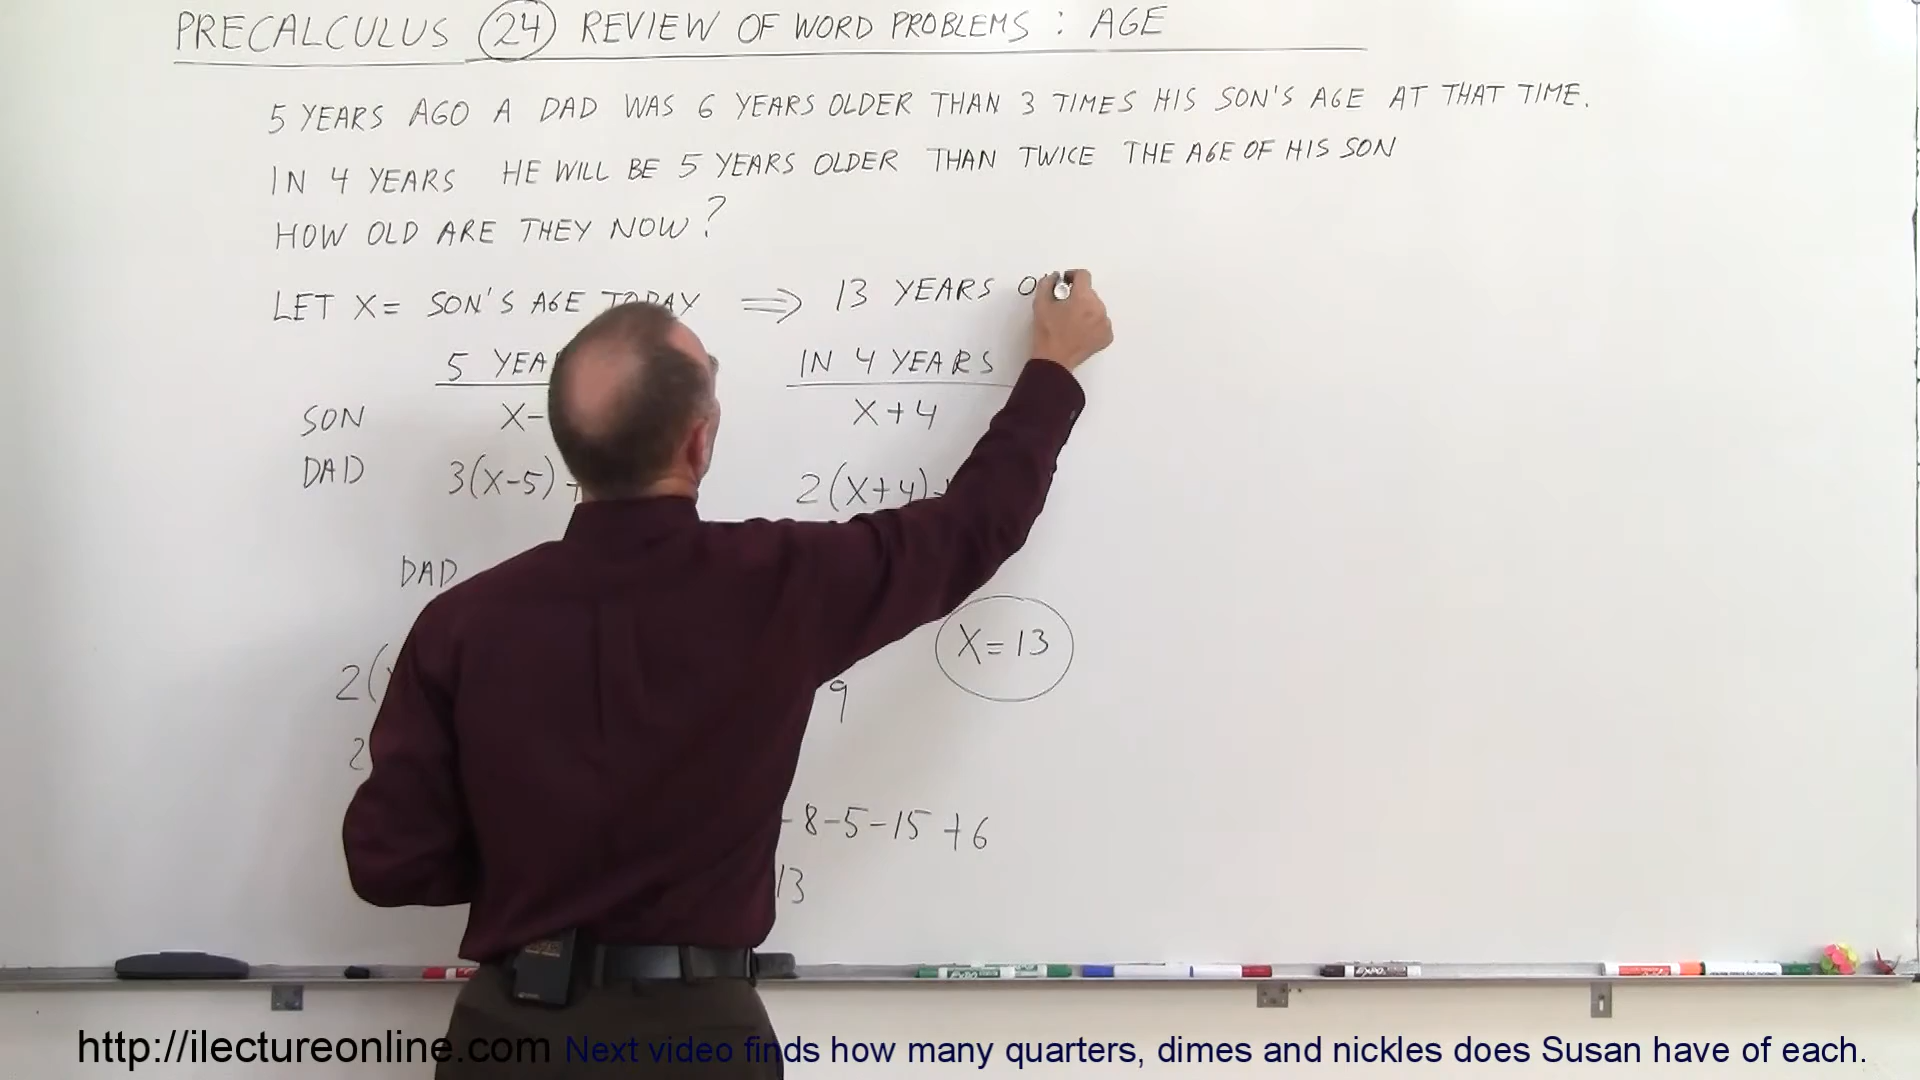 PRECALCULUS 24 REVIEW OF WORD PROBLEMS : AGE
5 YEARS AGO A DAD WAS 6 YEARS OLDER THAN 3 TIMES HIS SON'S AGE AT THAT TIME.
IN 4 YEARS HE WILL BE 5 YEARS OLDER THAN TWICE THE AGE OF HIS SON
HOW OLD ARE THEY NOW?
LET X= SON'S AGE TODAY ⟹ 13 YEARS
5 IN 4 YEARS
SON X- X+4
DAD 3(X-5) 2(X+4)
DAD
X=13
2( 9
2
-8-5-15+6
13
http://ilectureonline.com Next video finds how many quarters, dimes and nickles does Susan have of each.